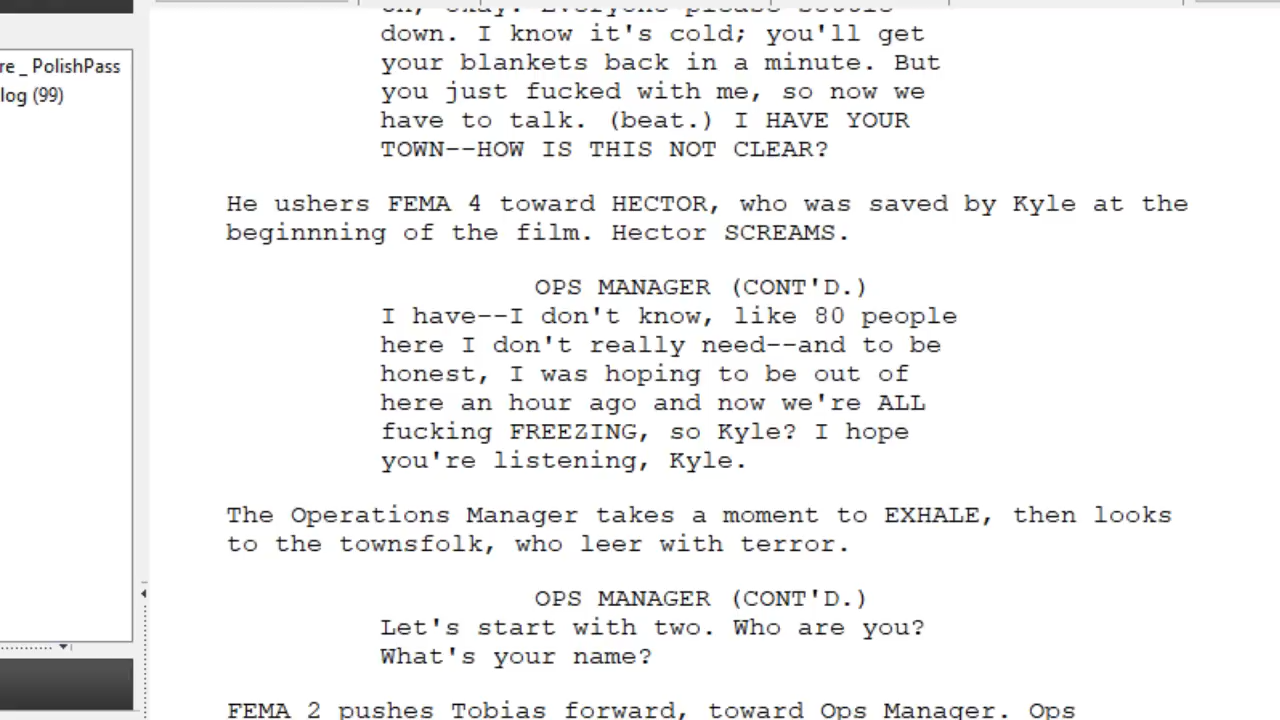 uh, okay! Everyone please settle
down. I know it's cold; you'll get
re _ PolishPass
your blankets back in a minute. But
log (99)
you just fucked with me, so now we
have to talk. (beat.) I HAVE YOUR
TOWN--HOW IS THIS NOT CLEAR?
He ushers FEMA 4 toward HECTOR, who was saved by Kyle at the
beginnning of the film. Hector SCREAMS.
OPS MANAGER (CONT'D.)
I have--I don't know, like 80 people
here I don't really need--and to be
honest, I was hoping to be out of
here an hour ago and now we're ALL
fucking FREEZING, so Kyle? I hope
you're listening, Kyle.
The Operations Manager takes a moment to EXHALE, then looks
to the townsfolk, who leer with terror.
OPS MANAGER (CONT'D.)
Let's start with two. Who are you?
What's your name?
FEMA 2 pushes Tobias forward, toward Ops Manager. Ops